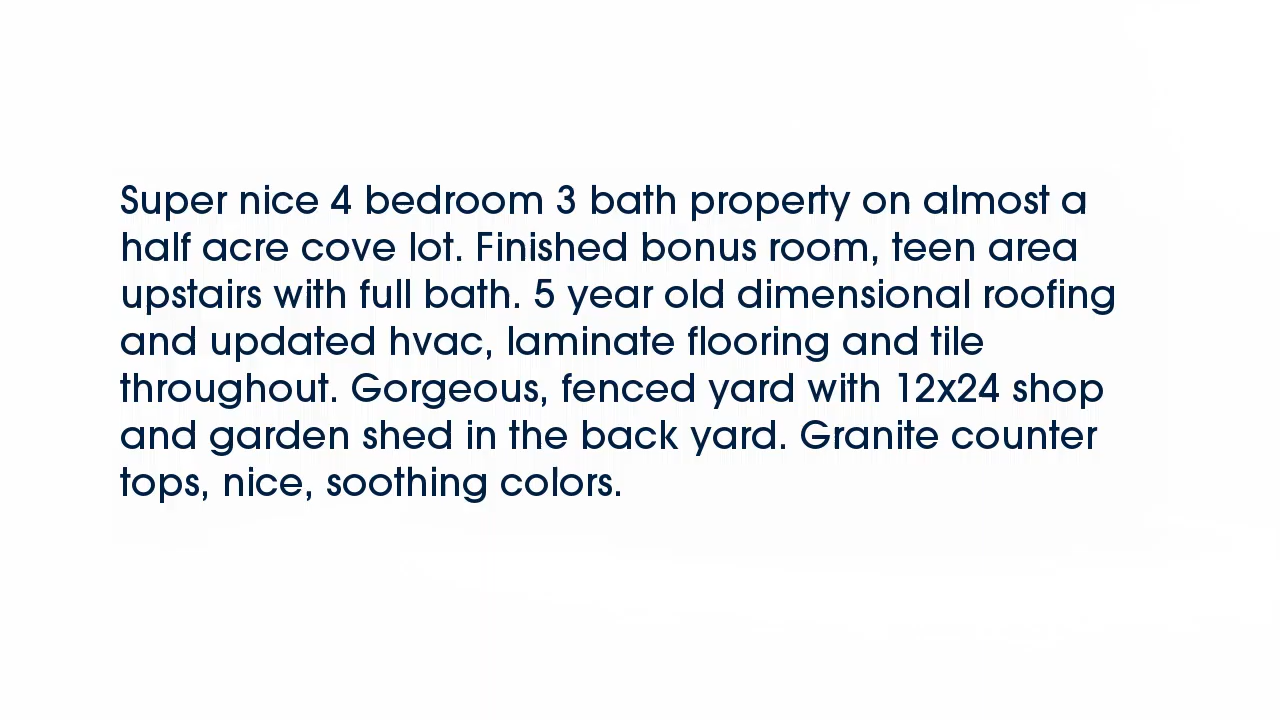 Super nice 4 bedroom 3 bath property on almost a
half acre cove lot. Finished bonus room, teen area
upstairs with full bath. 5 year old dimensional roofing
and updated hvac, laminate flooring and tile
throughout. Gorgeous, fenced yard with 12x24 shop
and garden shed in the back yard. Granite counter
tops, nice, soothing colors.